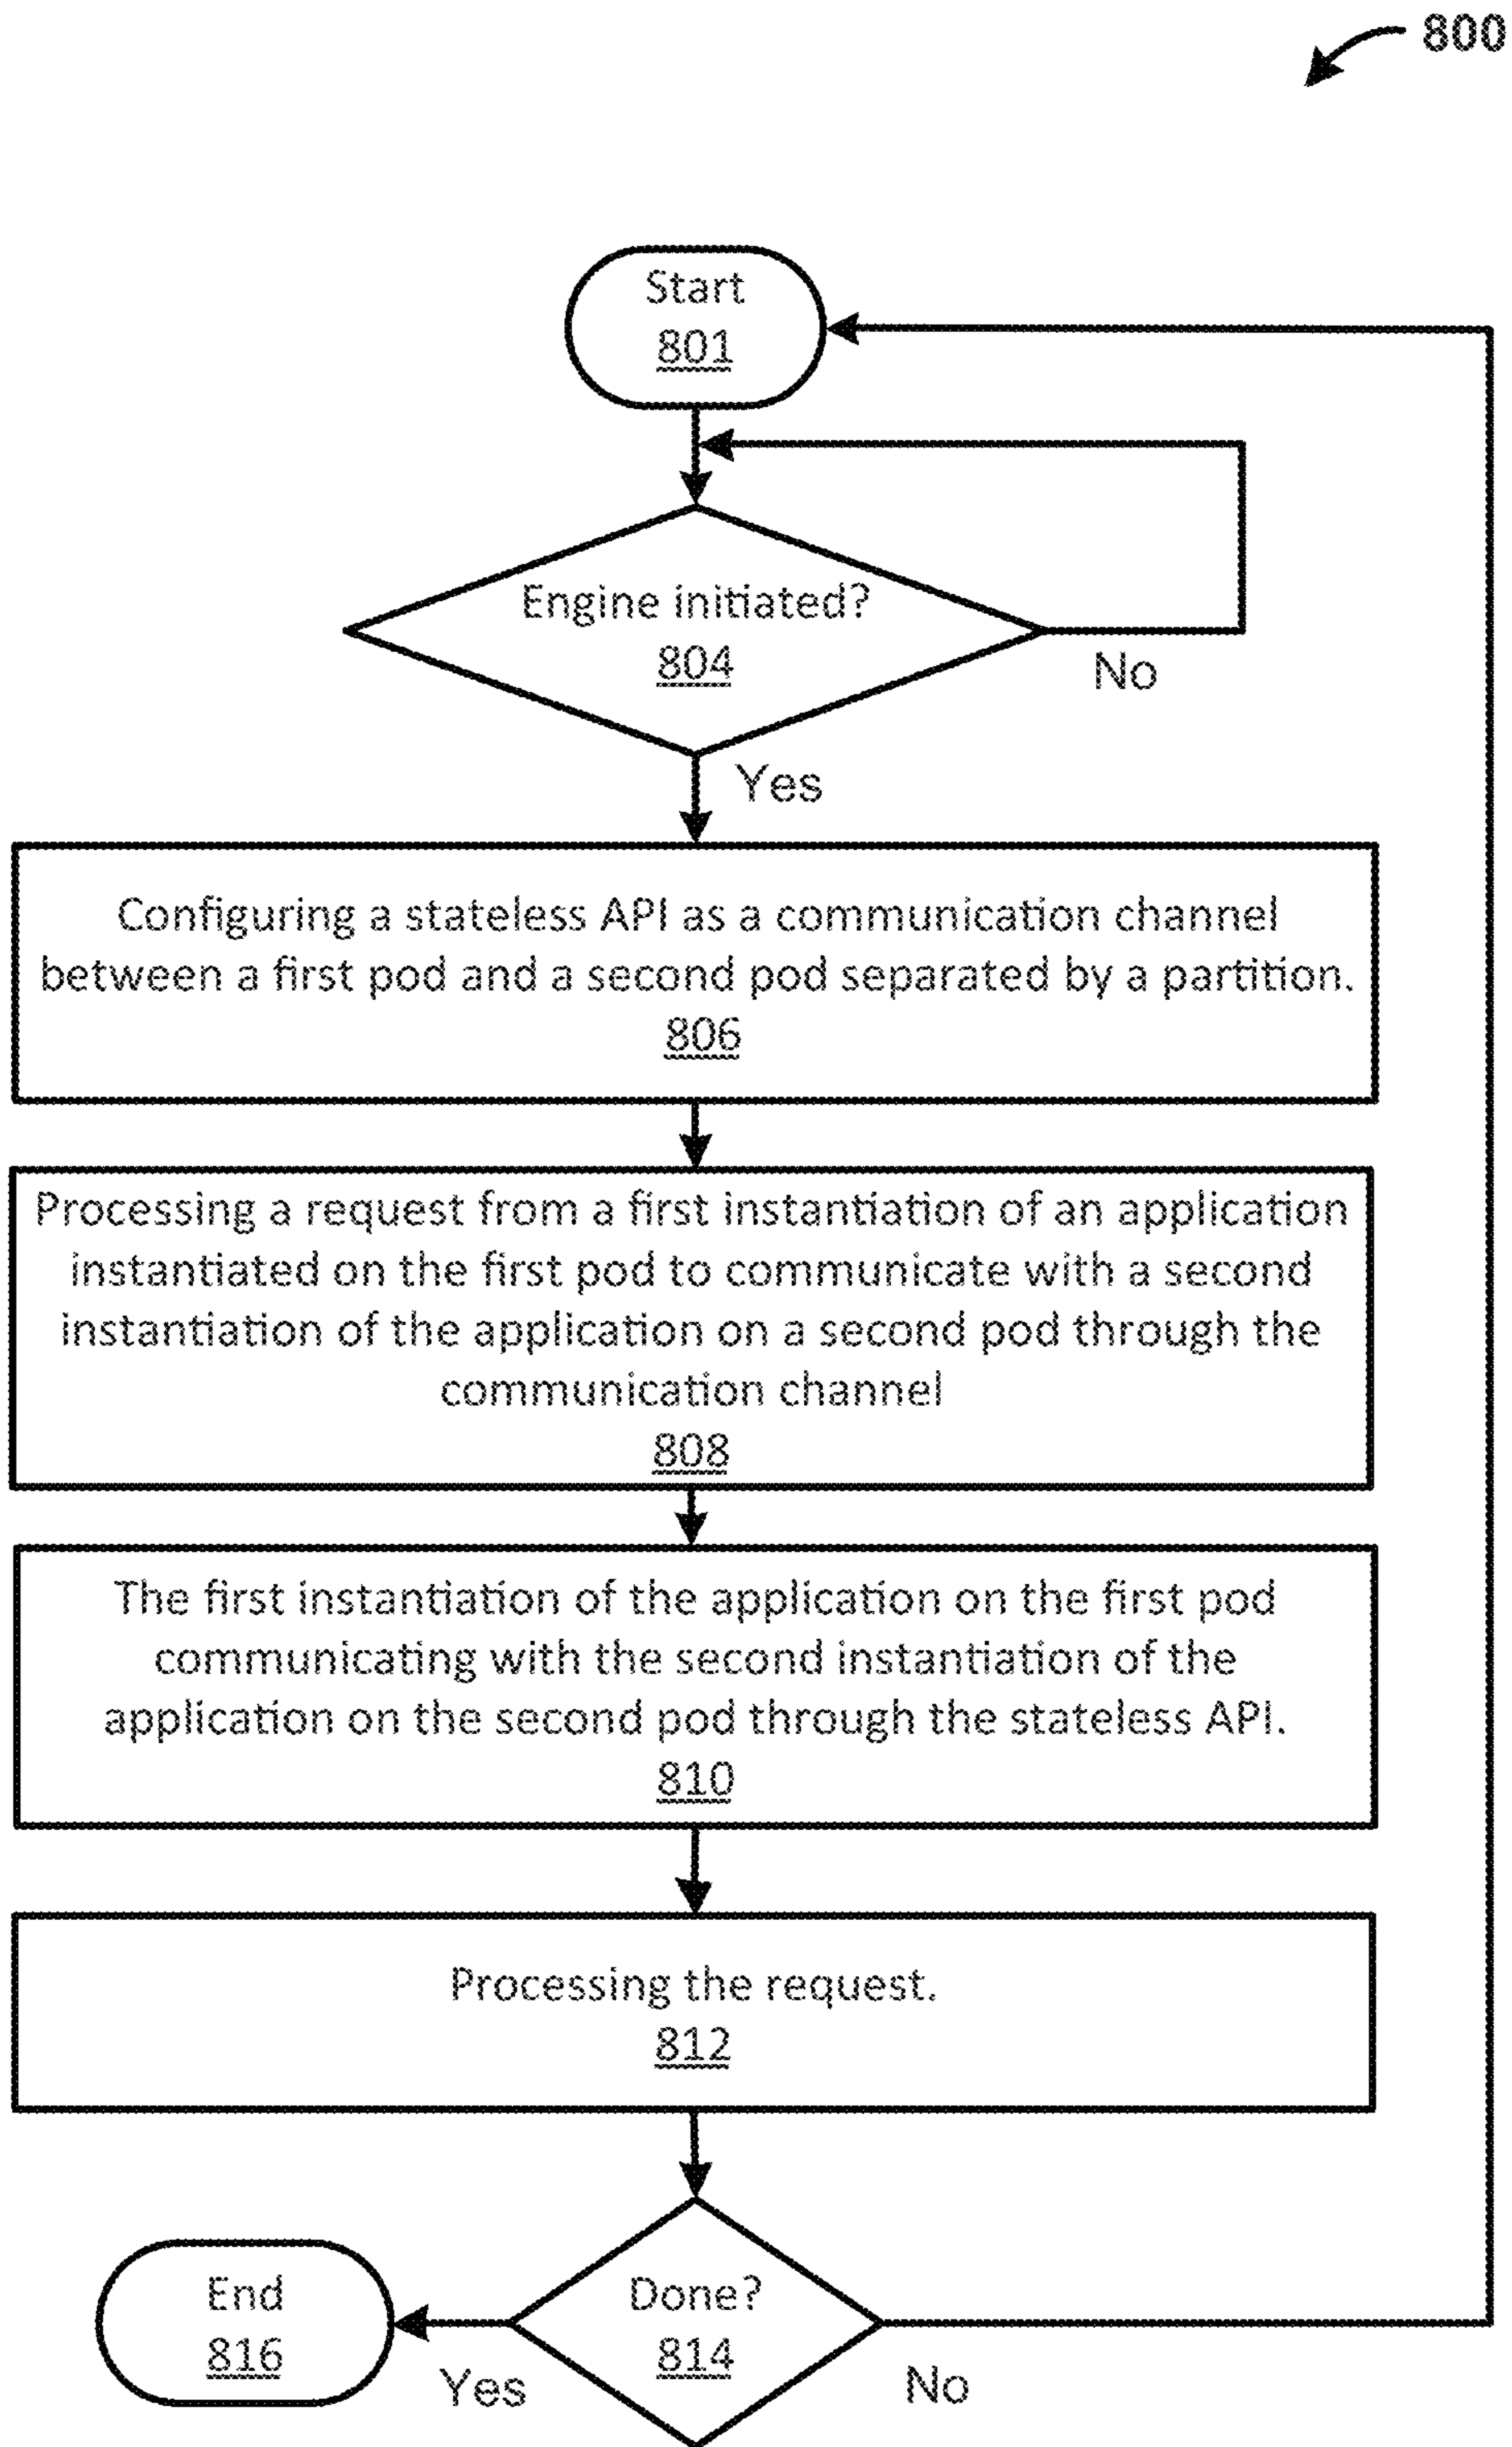 800
Start
801
Engine initiated?
804
No
Yes
Configuring a stateless API as a communication channel
between a first pod and a second pod separated by a partition.
806
Processing a request from a first instantiation of an application
instantiated on the first pod to communicate with a second
instantiation of the application on a second pod through the
communication channel
808
The first instantiation of the application on the first pod
communicating with the second instantiation of the
application on the second pod through the stateless API.
810
Processing the request.
812
End
816
Yes
Done?
814
No